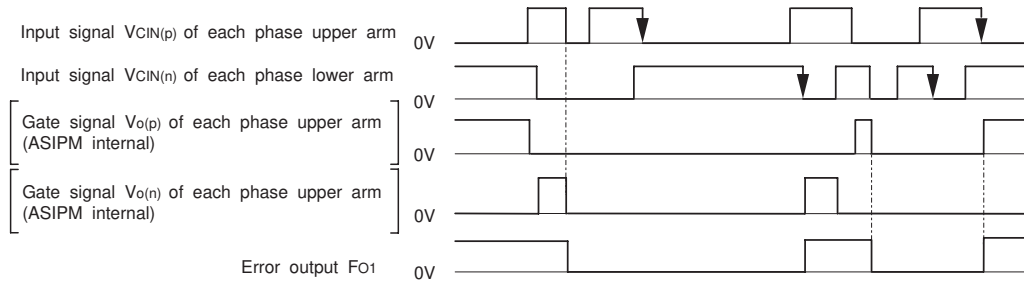 Input signal VCIN(p) of each phase upper arm 0V
Input signal VCIN(n) of each phase lower arm 0V
Gate signal Vo(p) of each phase upper arm
(ASIPM internal) 0V
Gate signal Vo(n) of each phase upper arm
(ASIPM internal) 0V
Error output FO1 0V